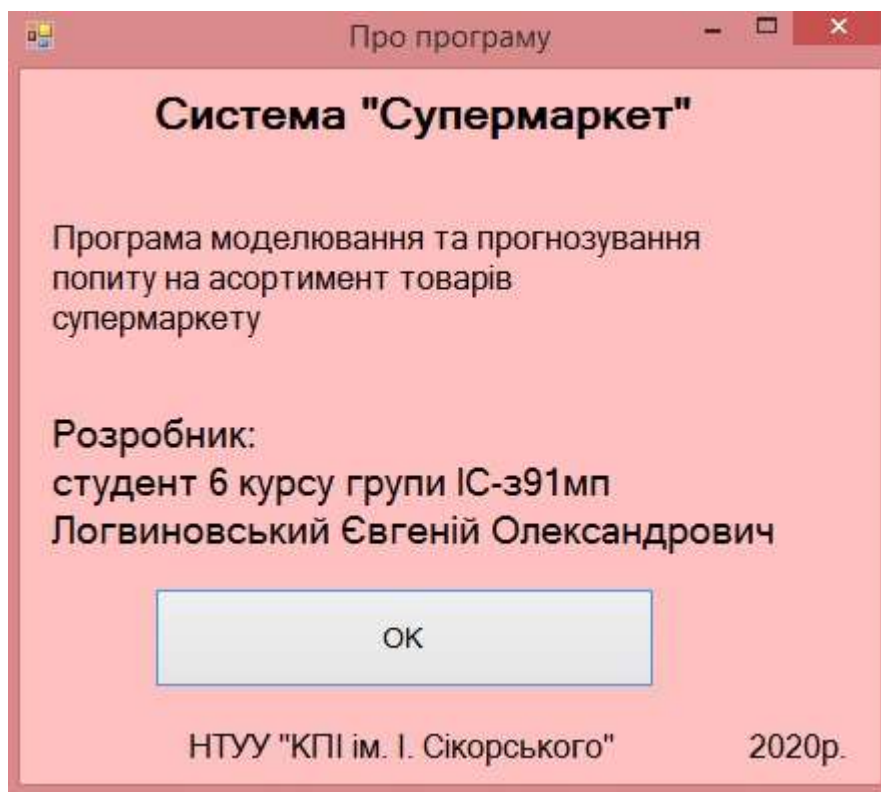 Про програму
Система "Супермаркет"
Програма моделювання та прогнозування
попиту на асортимент товарів
супермаркету
Розробник:
студент 6 курсу групи ІС-з91мп
Логвиновський Євгеній Олександрович
OK
НТУУ "КПІ ім. І. Сікорського" 2020р.